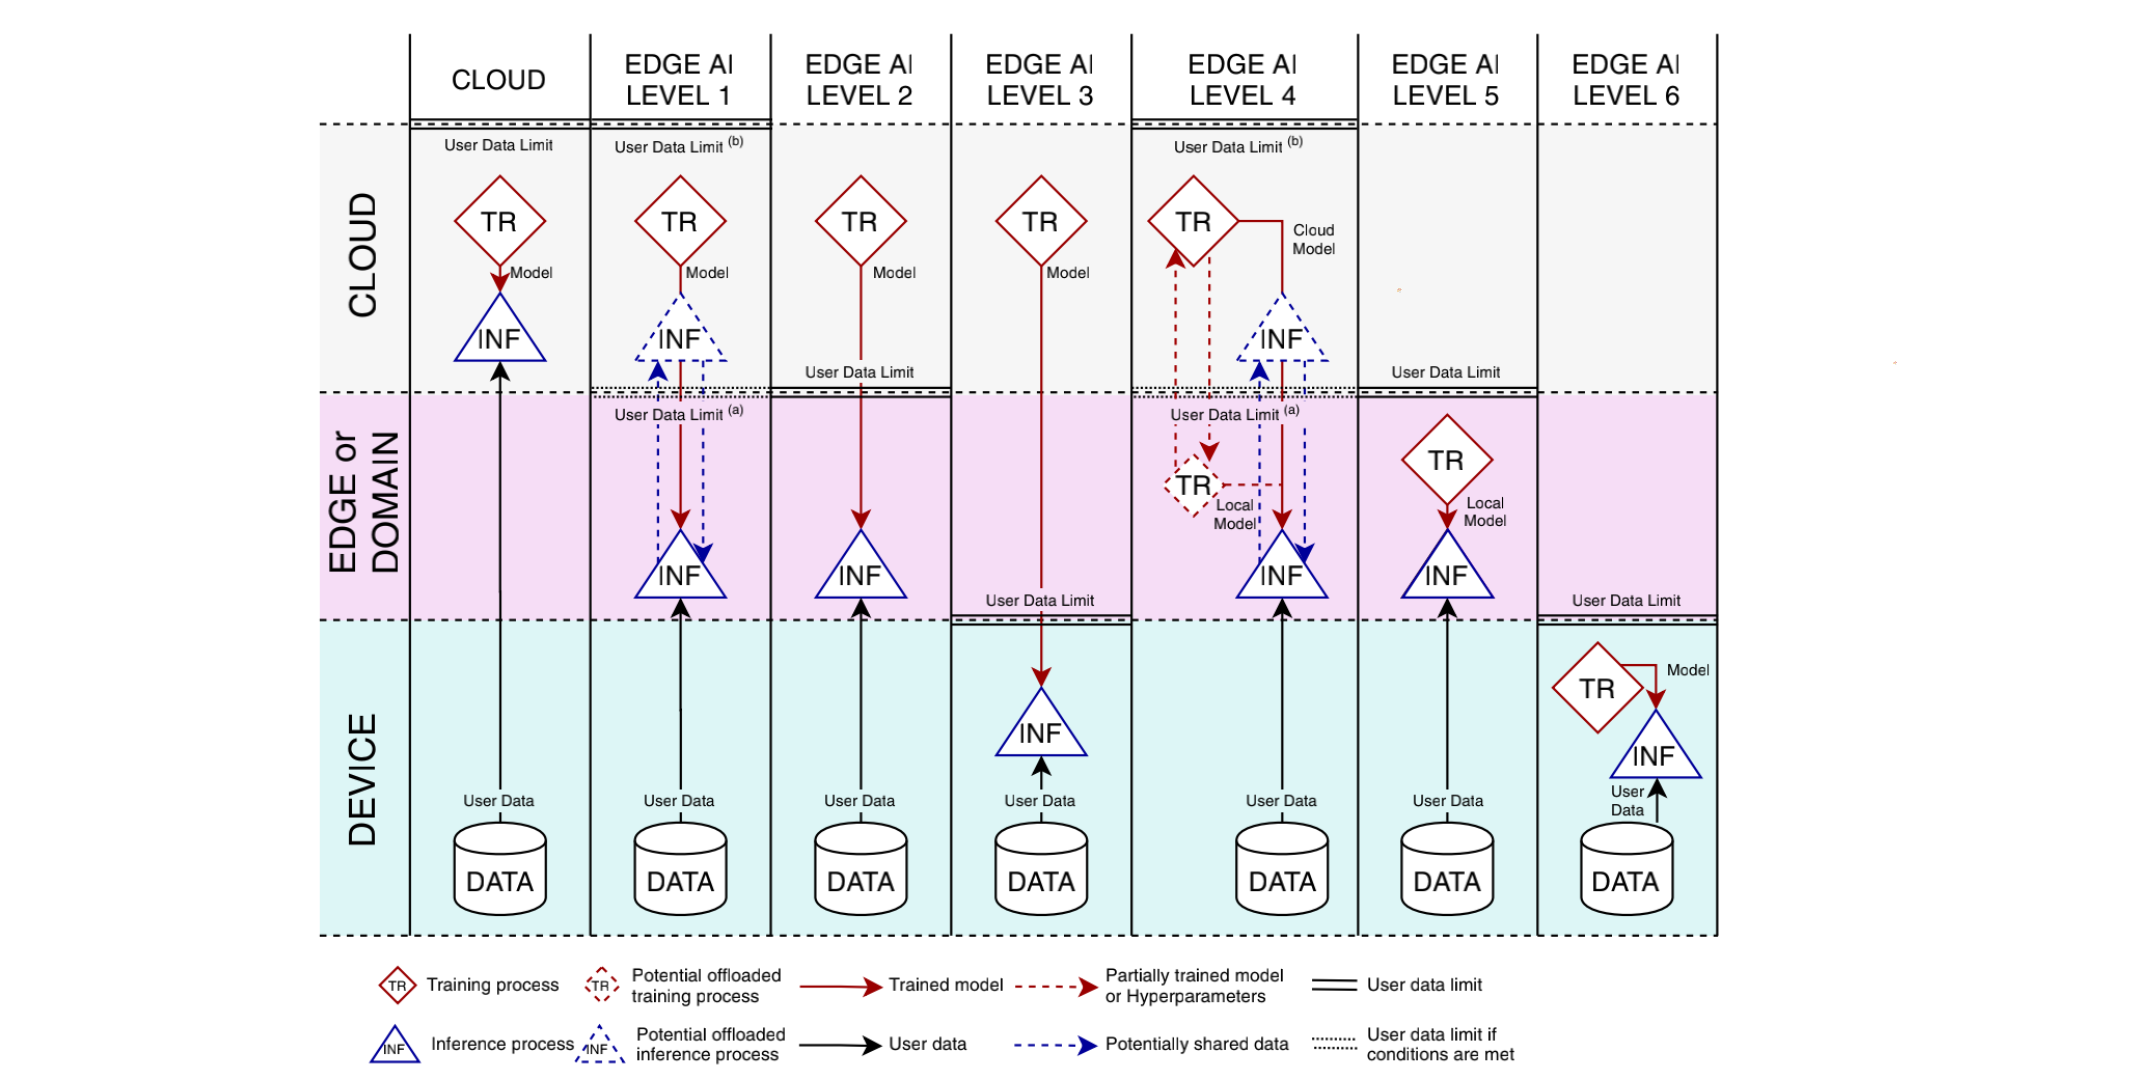 CLOUD
EDGE AI
LEVEL 1
EDGE AI
LEVEL 2
EDGE AI
LEVEL 3
EDGE AI
LEVEL 4
EDGE AI
LEVEL 5
EDGE AI
LEVEL 6
CLOUD
User Data Limit
User Data Limit (b)
User Data Limit (b)
TR
TR
TR
TR
TR
Cloud
Model
Model
Model
Model
Model
INF
INF
INF
User Data Limit
User Data Limit
EDGE or
DOMAIN
User Data Limit (a)
User Data Limit (a)
TR
TR
Local
Model
Local
Model
INF
INF
INF
INF
User Data Limit
User Data Limit
DEVICE
TR
Model
INF
INF
User Data
User Data
User Data
User Data
User Data
User Data
User
Data
DATA
DATA
DATA
DATA
DATA
DATA
DATA
TR
Training process
TR
Potential offloaded
training process
Trained model
Partially trained model
or Hyperparameters
User data limit
INF
Inference process
INF
Potential offloaded
inference process
User data
Potentially shared data
User data limit if
conditions are met